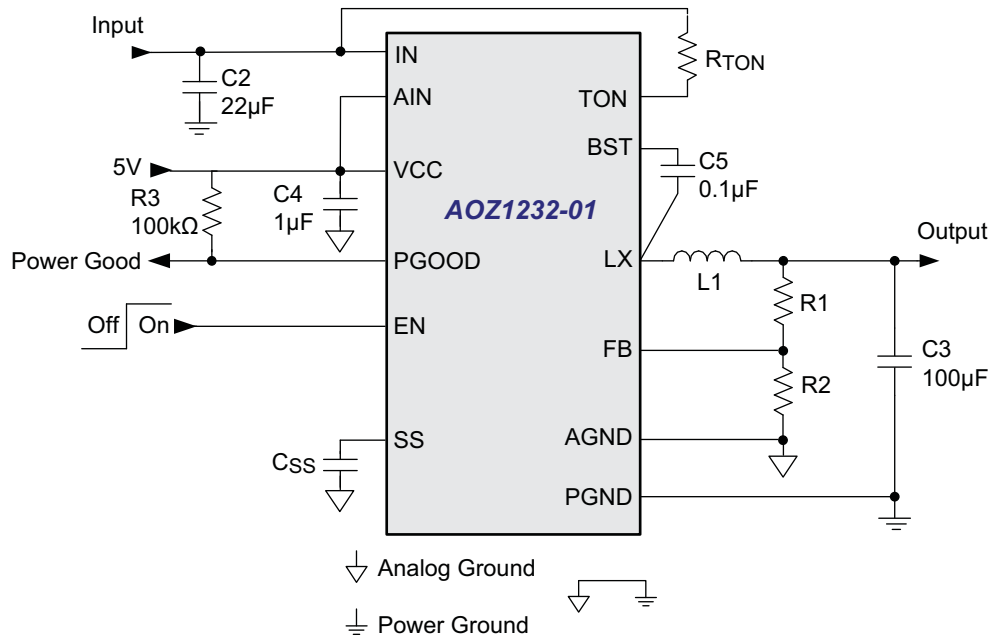 Input
C2
22µF
IN
AIN
RTON
TON
BST
C5
0.1µF
5V
R3
100kΩ
C4
1µF
VCC
AOZ1232-01
Power Good
PGOOD
LX
L1
Output
Off On
EN
R1
FB
R2
C3
100µF
CSS
SS
AGND
PGND
Analog Ground
Power Ground